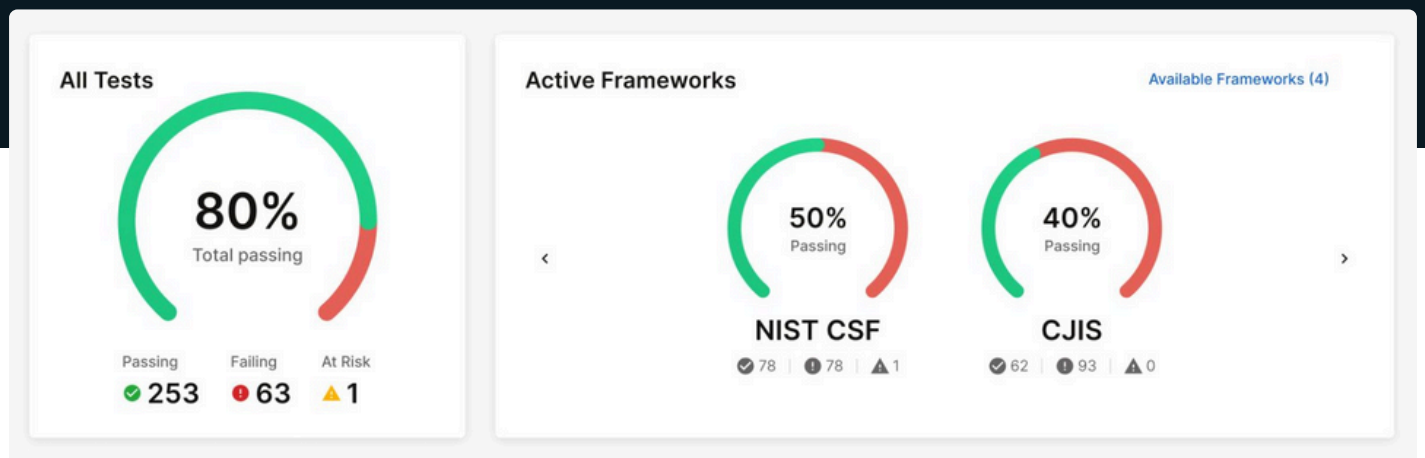 All Tests
80%
Total passing
Passing Failing At Risk
253 63 1
Active Frameworks
Available Frameworks (4)
50%
Passing
NIST CSF
78 78 1
40%
Passing
CJIS
62 93 0